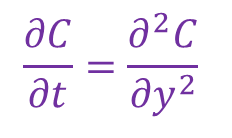 ∂C/∂t = ∂²C/∂y²